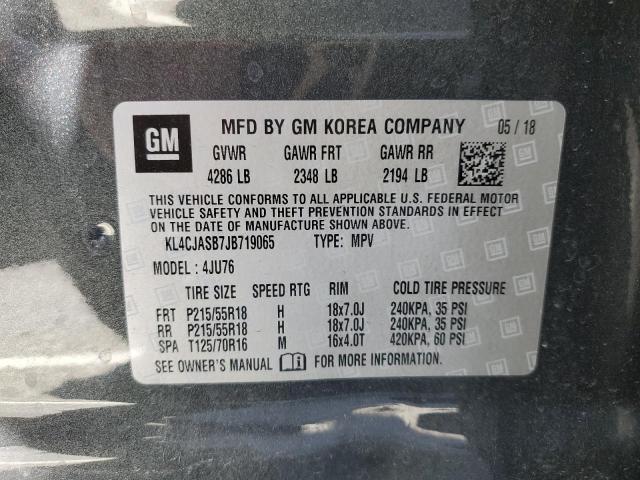 GM
MFD BY GM KOREA COMPANY 05 / 18
GVWR GAWR FRT GAWR RR
4286 LB 2348 LB 2194 LB
THIS VEHICLE CONFORMS TO ALL APPLICABLE U.S. FEDERAL MOTOR
VEHICLE SAFETY AND THEFT PREVENTION STANDARDS IN EFFECT
ON THE DATE OF MANUFACTURE SHOWN ABOVE.
KL4CJASB7JB719065 TYPE: MPV
MODEL: 4JU76
TIRE SIZE SPEED RTG RIM COLD TIRE PRESSURE
FRT P215/55R18 H 18x7.0J 240KPA, 35 PSI
RR P215/55R18 H 18x7.0J 240KPA, 35 PSI
SPA T125/70R16 M 16x4.0T 420KPA, 60 PSI
SEE OWNER'S MANUAL FOR MORE INFORMATION.